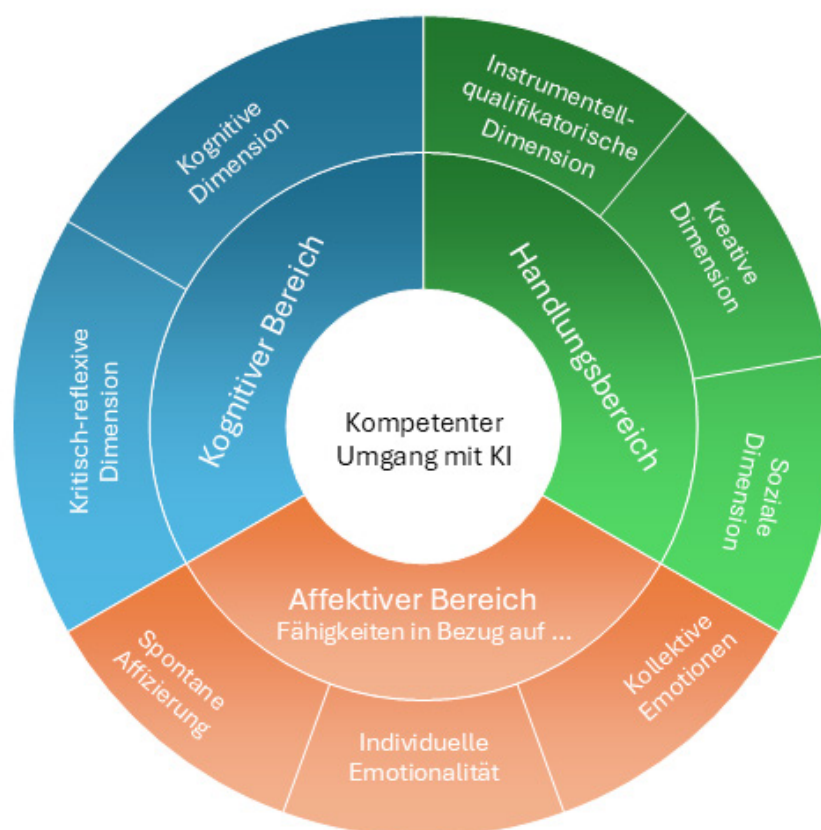 Kognitive
Dimension
Instrumentell-
qualifikatorische
Dimension
Kreative
Dimension
Kritisch-reflexive
Dimension
Kognitiver Bereich
Handlungsbereich
Kompetenter
Umgang mit KI
Soziale
Dimension
Affektiver Bereich
Fähigkeiten in Bezug auf ...
Spontane
Affizierung
Individuelle
Emotionalität
Kollektive
Emotionen